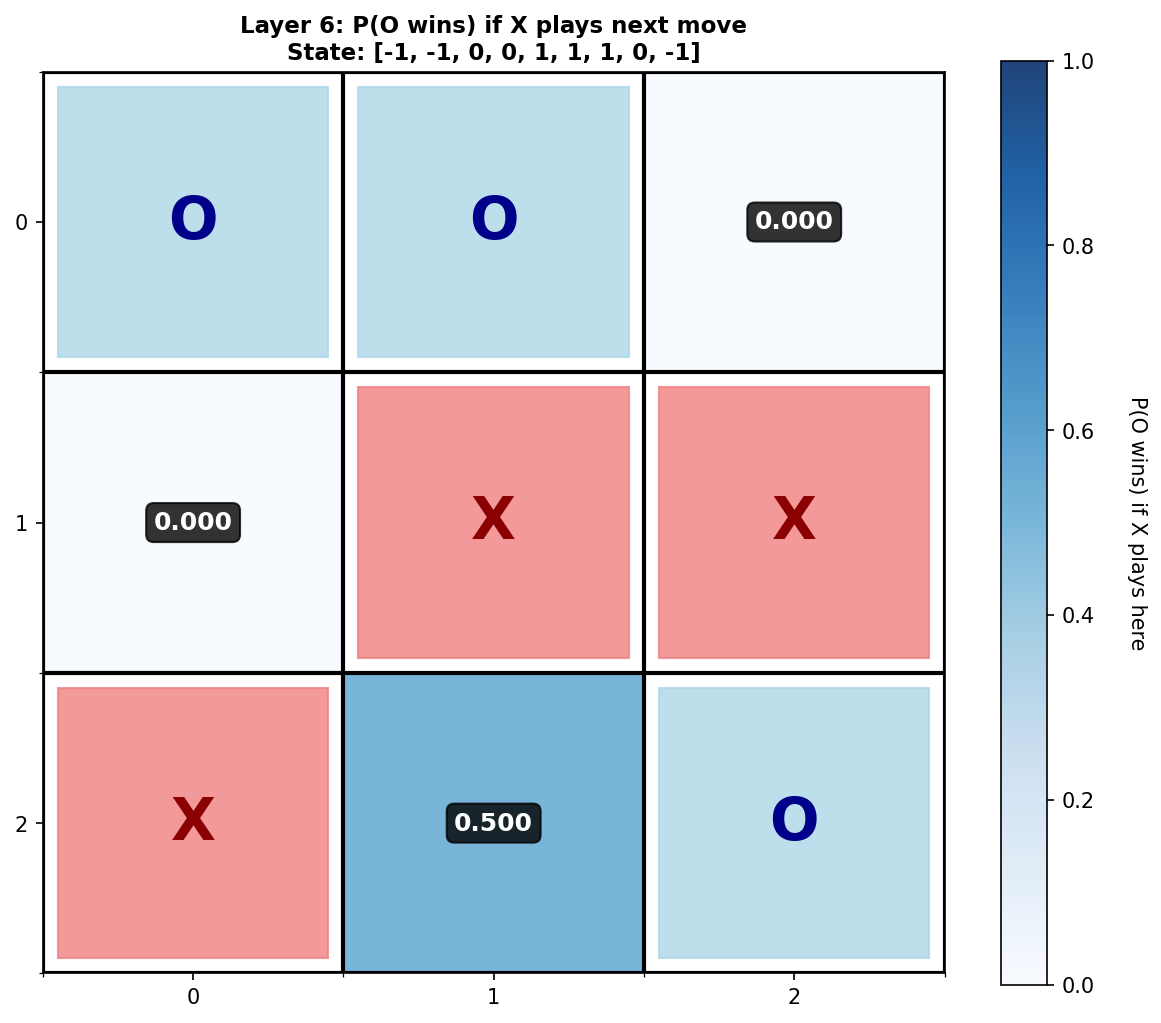 Layer 6: P(O wins) if X plays next move
State: [-1, -1, 0, 0, 1, 1, 1, 0, -1]
0
O
O
0.000
1
0.000
X
X
2
X
0.500
O
0
1
2
1.0
0.8
0.6
0.4
0.2
0.0
P(O wins) if X plays here